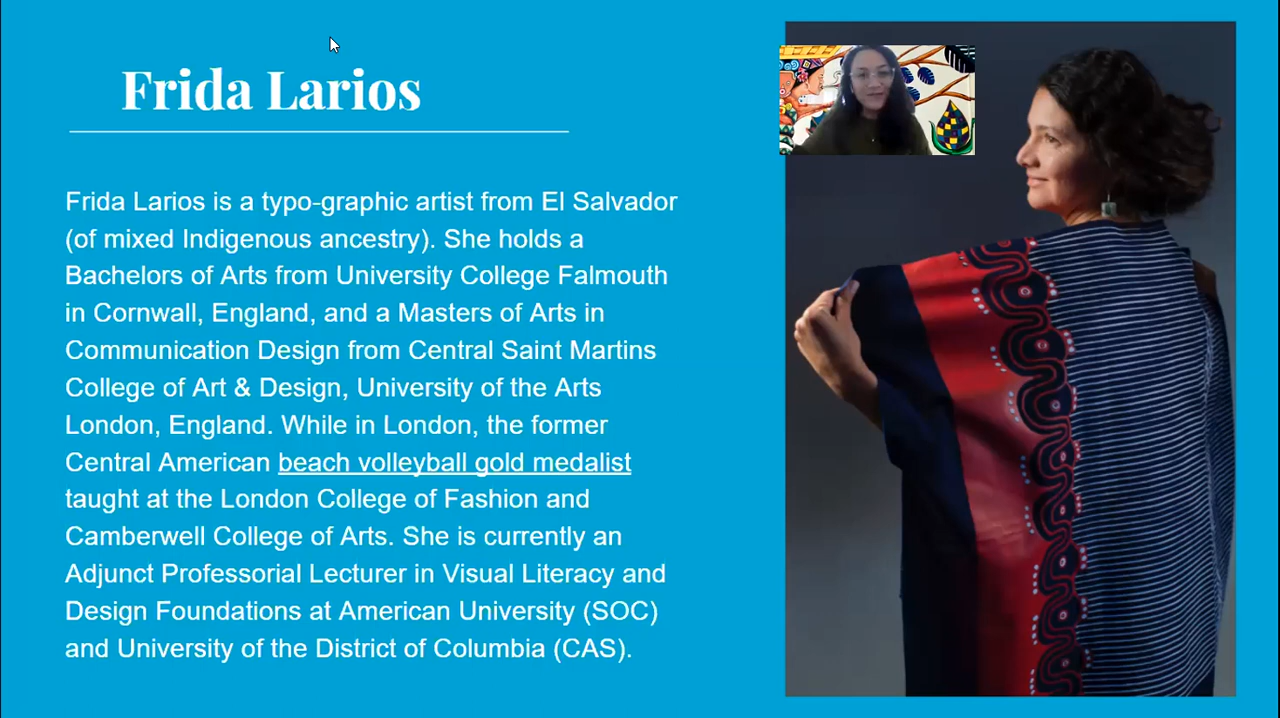 Frida Larios
Frida Larios is a typo-graphic artist from El Salvador
(of mixed Indigenous ancestry). She holds a
Bachelors of Arts from University College Falmouth
in Cornwall, England, and a Masters of Arts in
Communication Design from Central Saint Martins
College of Art & Design, University of the Arts
London, England. While in London, the former
Central American beach volleyball gold medalist
taught at the London College of Fashion and
Camberwell College of Arts. She is currently an
Adjunct Professorial Lecturer in Visual Literacy and
Design Foundations at American University (SOC)
and University of the District of Columbia (CAS).